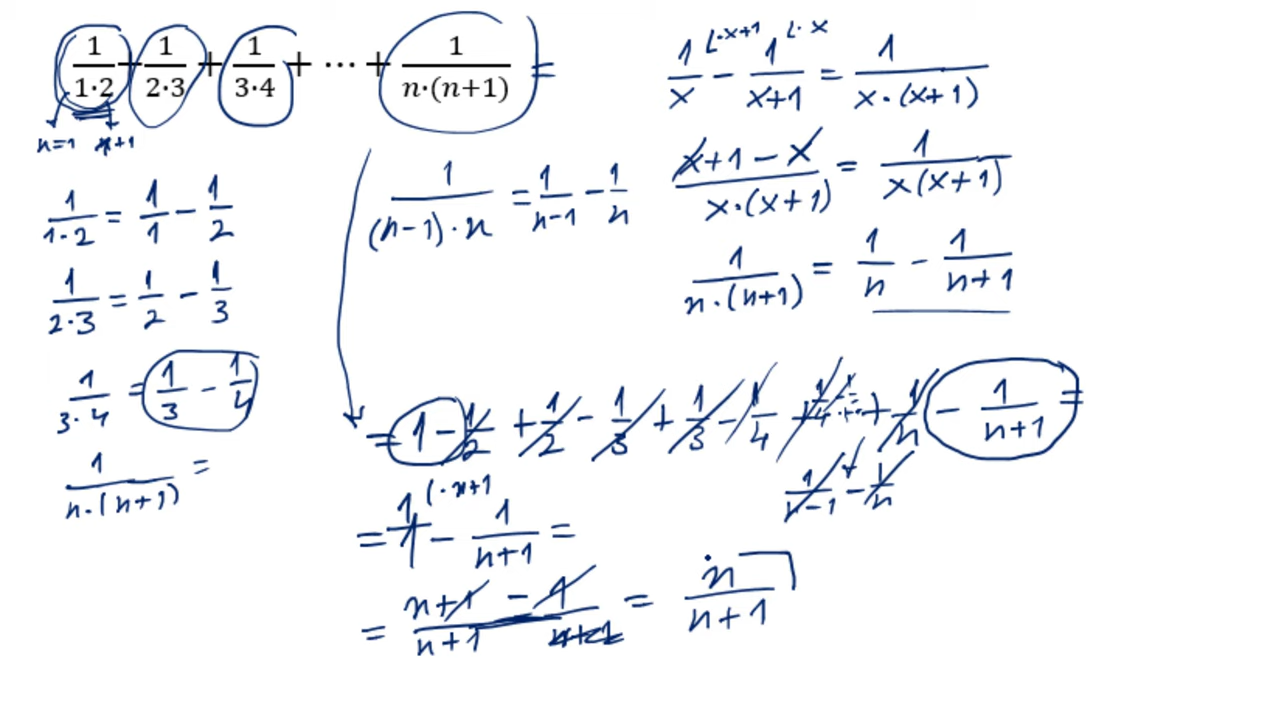 1/(1·2) + 1/(2·3) + 1/(3·4) + ⋯ + 1/(n·(n+1)) =
n=1 n+1
1/(1·2) = 1/1 − 1/2
1/(2·3) = 1/2 − 1/3
1/(3·4) = 1/3 − 1/4
1/(n·(n+1)) =
1/((n−1)·n) = 1/(n−1) − 1/n
1/x (·x+1 − 1/(x+1) (·x = 1/(x·(x+1))
(x+1−x)/(x·(x+1)) = 1/(x(x+1))
1/(n·(n+1)) = 1/n − 1/(n+1)
= 1 − 1/2 + 1/2 − 1/3 + 1/3 − 1/4 + 1/4 + 1/n − 1/(n+1) =
1/(n−1) − 1/n
= 1/1 (·n+1 − 1/(n+1) =
= (n+1 − 1)/(n+1) = n/(n+1)